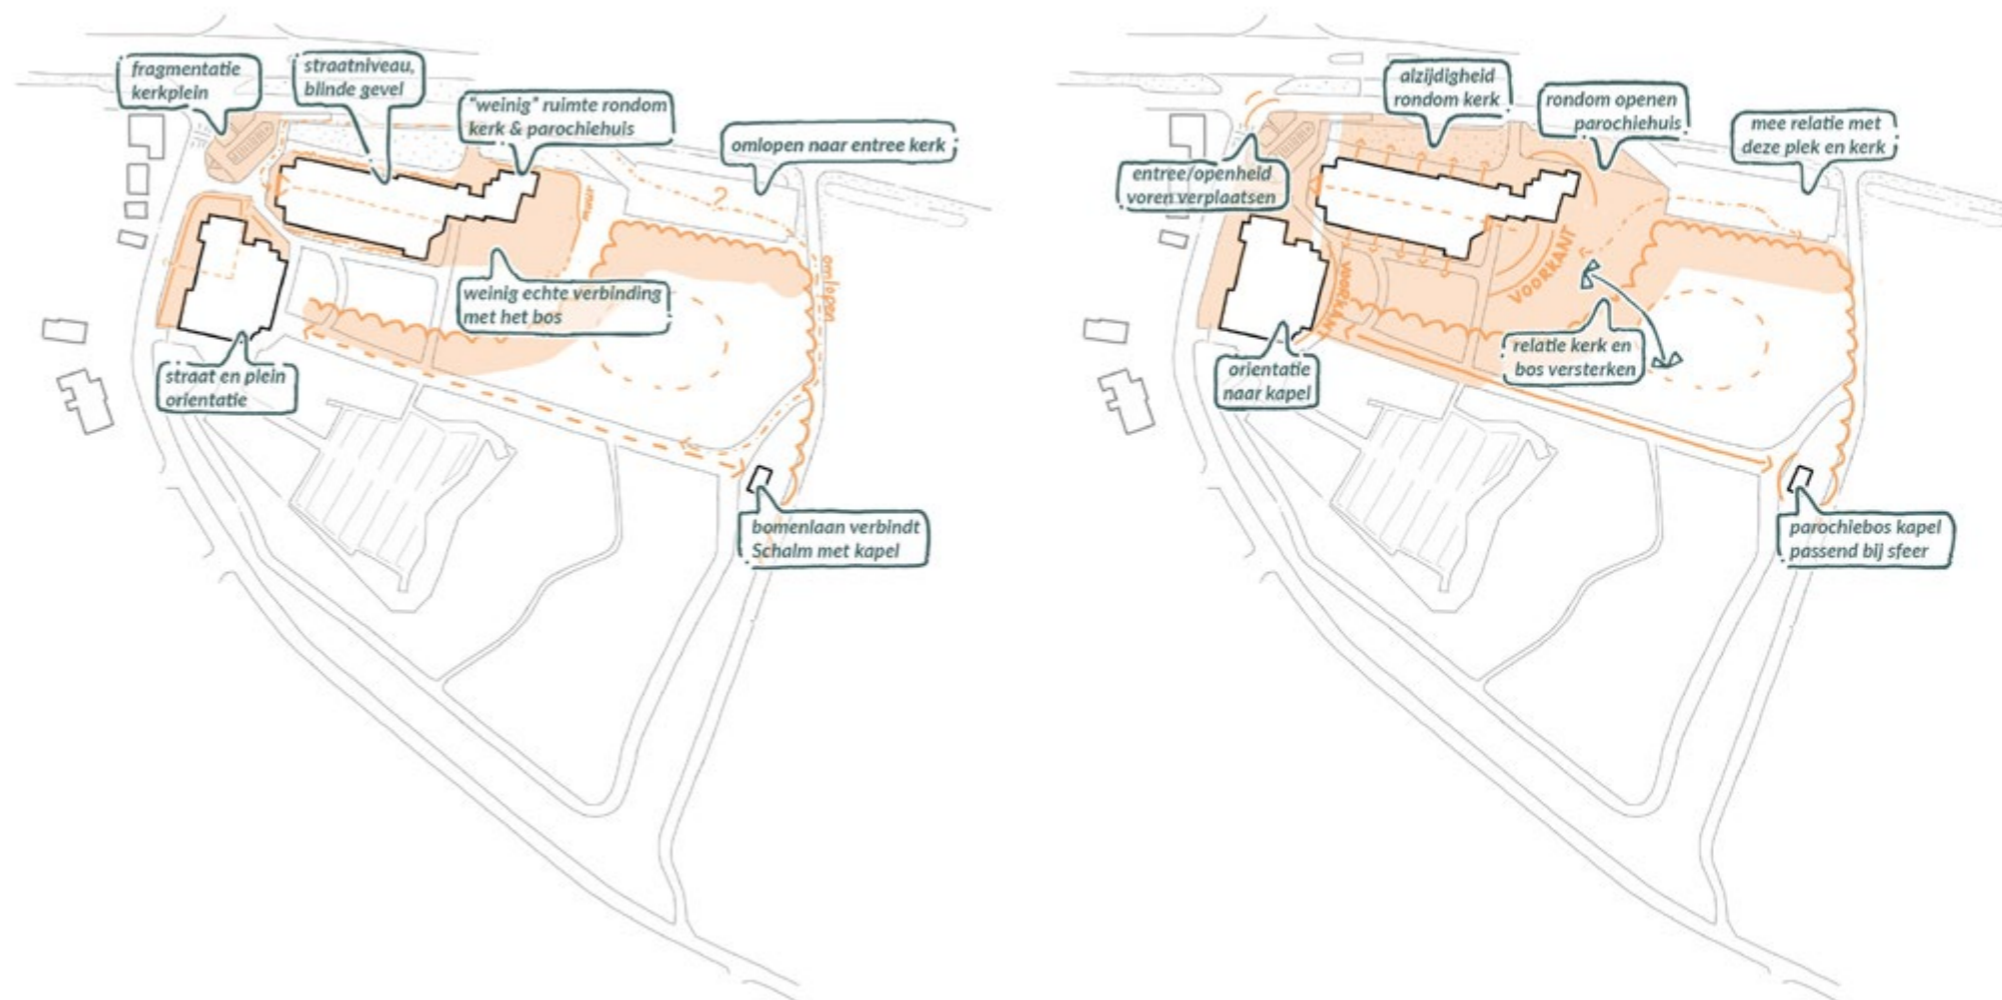 fragmentatie
kerkplein
straatniveau,
blinde gevel
"weinig" ruimte rondom
kerk & parochiehuis
omlopen naar entree kerk
muur
?
omlopen
weinig echte verbinding
met het bos
straat en plein
orientatie
bomenlaan verbindt
Schalm met kapel
alzijdigheid
rondom kerk
rondom openen
parochiehuis
mee relatie met
deze plek en kerk
entree/openheid
voren verplaatsen
VOORKANT
VOORKANT
relatie kerk en
bos versterken
orientatie
naar kapel
parochiebos kapel
passend bij sfeer